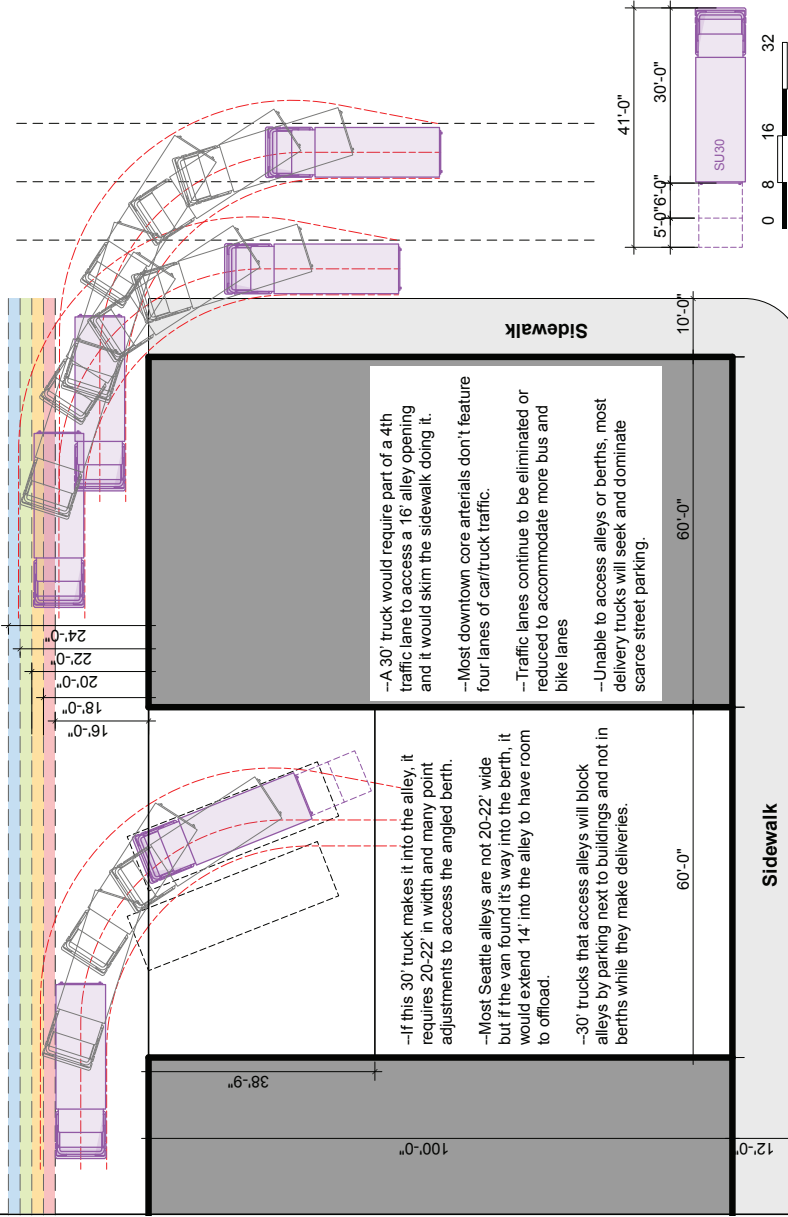 24'-0"
22'-0"
20'-0"
18'-0"
16'-0"
38'-9"
100'-0"
12'-0"
--If this 30' truck makes it into the alley, it
requires 20-22' in width and many point
adjustments to access the angled berth.
--Most Seattle alleys are not 20-22' wide
but if the van found it's way into the berth, it
would extend 14' into the alley to have room
to offload.
--30' trucks that access alleys will block
alleys by parking next to buildings and not in
berths while they make deliveries.
--A 30' truck would require part of a 4th
traffic lane to access a 16' alley opening
and it would skim the sidewalk doing it.
--Most downtown core arterials don't feature
four lanes of car/truck traffic.
--Traffic lanes continue to be eliminated or
reduced to accommodate more bus and
bike lanes
--Unable to access alleys or berths, most
delivery trucks will seek and dominate
scarce street parking.
Sidewalk
60'-0"
60'-0"
10'-0"
Sidewalk
41'-0"
5'-0"
6'-0"
30'-0"
SU30
0
8
16
32